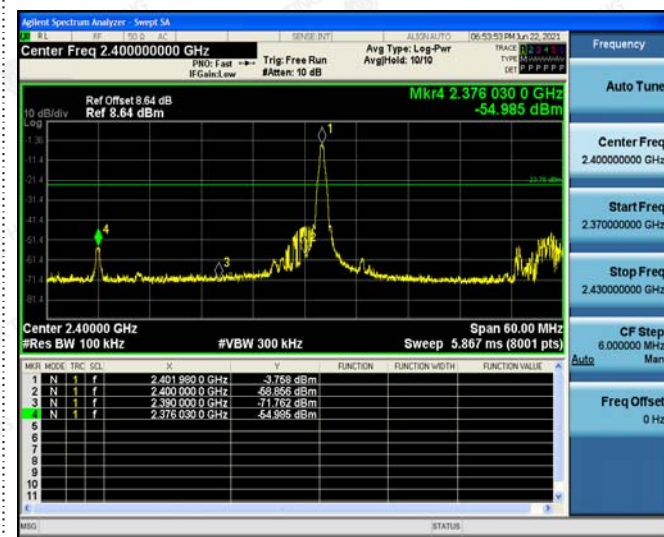 Agilent Spectrum Analyzer - Swept SA
RL RF 50 Ω AC SENSE:INT ALIGNAUTO 06:53:53 PM Jun 22, 2021
Center Freq 2.400000000 GHz
PNO: Fast
IFGain:Low
Trig: Free Run
#Atten: 10 dB
Avg Type: Log-Pwr
Avg|Hold: 10/10
TRACE 1 2 3 4 5 6
TYPE
DET P P P P P P
Ref Offset 8.64 dB
Ref 8.64 dBm
10 dB/div
Log
Mkr4 2.376 030 0 GHz
-54.985 dBm
-1.36
-11.4
-21.4
-23.76 dBm
-31.4
-41.4
-51.4
-61.4
-71.4
-81.4
1
2
3
4
Center 2.40000 GHz
#Res BW 100 kHz
#VBW 300 kHz
Span 60.00 MHz
Sweep 5.867 ms (8001 pts)
MKR MODE TRC SCL X Y FUNCTION FUNCTION WIDTH FUNCTION VALUE
1 N 1 f 2.401 980 0 GHz -3.758 dBm
2 N 1 f 2.400 000 0 GHz -58.856 dBm
3 N 1 f 2.390 000 0 GHz -71.762 dBm
4 N 1 f 2.376 030 0 GHz -54.985 dBm
5
6
7
8
9
10
11
MSG STATUS
Frequency
Auto Tune
Center Freq
2.400000000 GHz
Start Freq
2.370000000 GHz
Stop Freq
2.430000000 GHz
CF Step
6.000000 MHz
Auto Man
Freq Offset
0 Hz